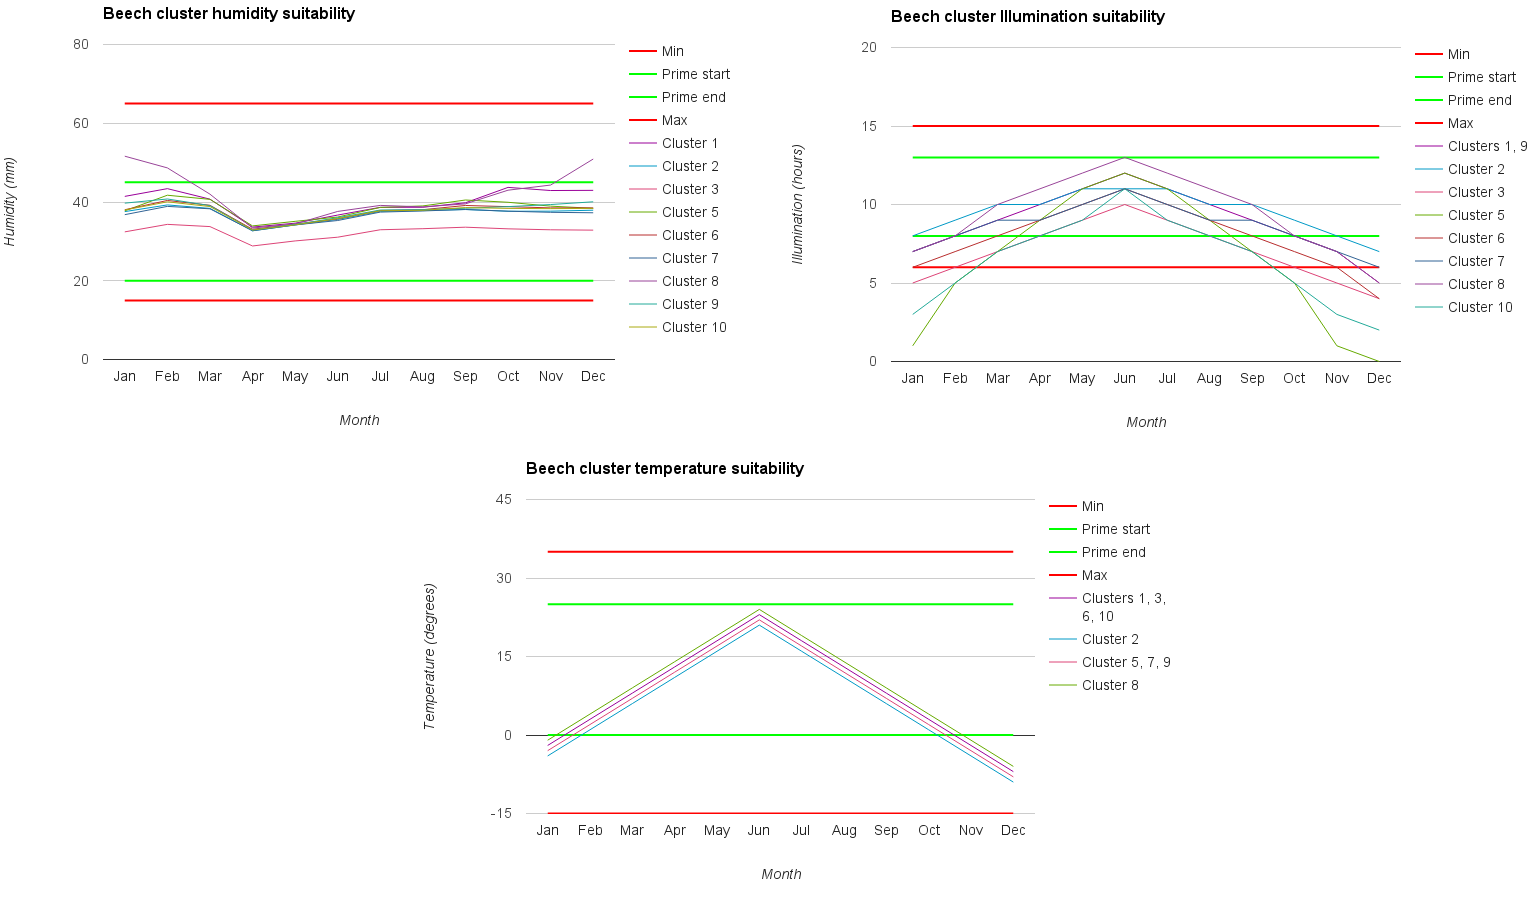 Beech cluster humidity suitability
80
60
40
20
0
Humidity (mm)
Jan Feb Mar Apr May Jun Jul Aug Sep Oct Nov Dec
Month
Min
Prime start
Prime end
Max
Cluster 1
Cluster 2
Cluster 3
Cluster 5
Cluster 6
Cluster 7
Cluster 8
Cluster 9
Cluster 10
Beech cluster Illumination suitability
20
15
10
5
0
Illumination (hours)
Jan Feb Mar Apr May Jun Jul Aug Sep Oct Nov Dec
Month
Min
Prime start
Prime end
Max
Clusters 1, 9
Cluster 2
Cluster 3
Cluster 5
Cluster 6
Cluster 7
Cluster 8
Cluster 10
Beech cluster temperature suitability
45
30
15
0
-15
Temperature (degrees)
Jan Feb Mar Apr May Jun Jul Aug Sep Oct Nov Dec
Month
Min
Prime start
Prime end
Max
Clusters 1, 3,
6, 10
Cluster 2
Cluster 5, 7, 9
Cluster 8